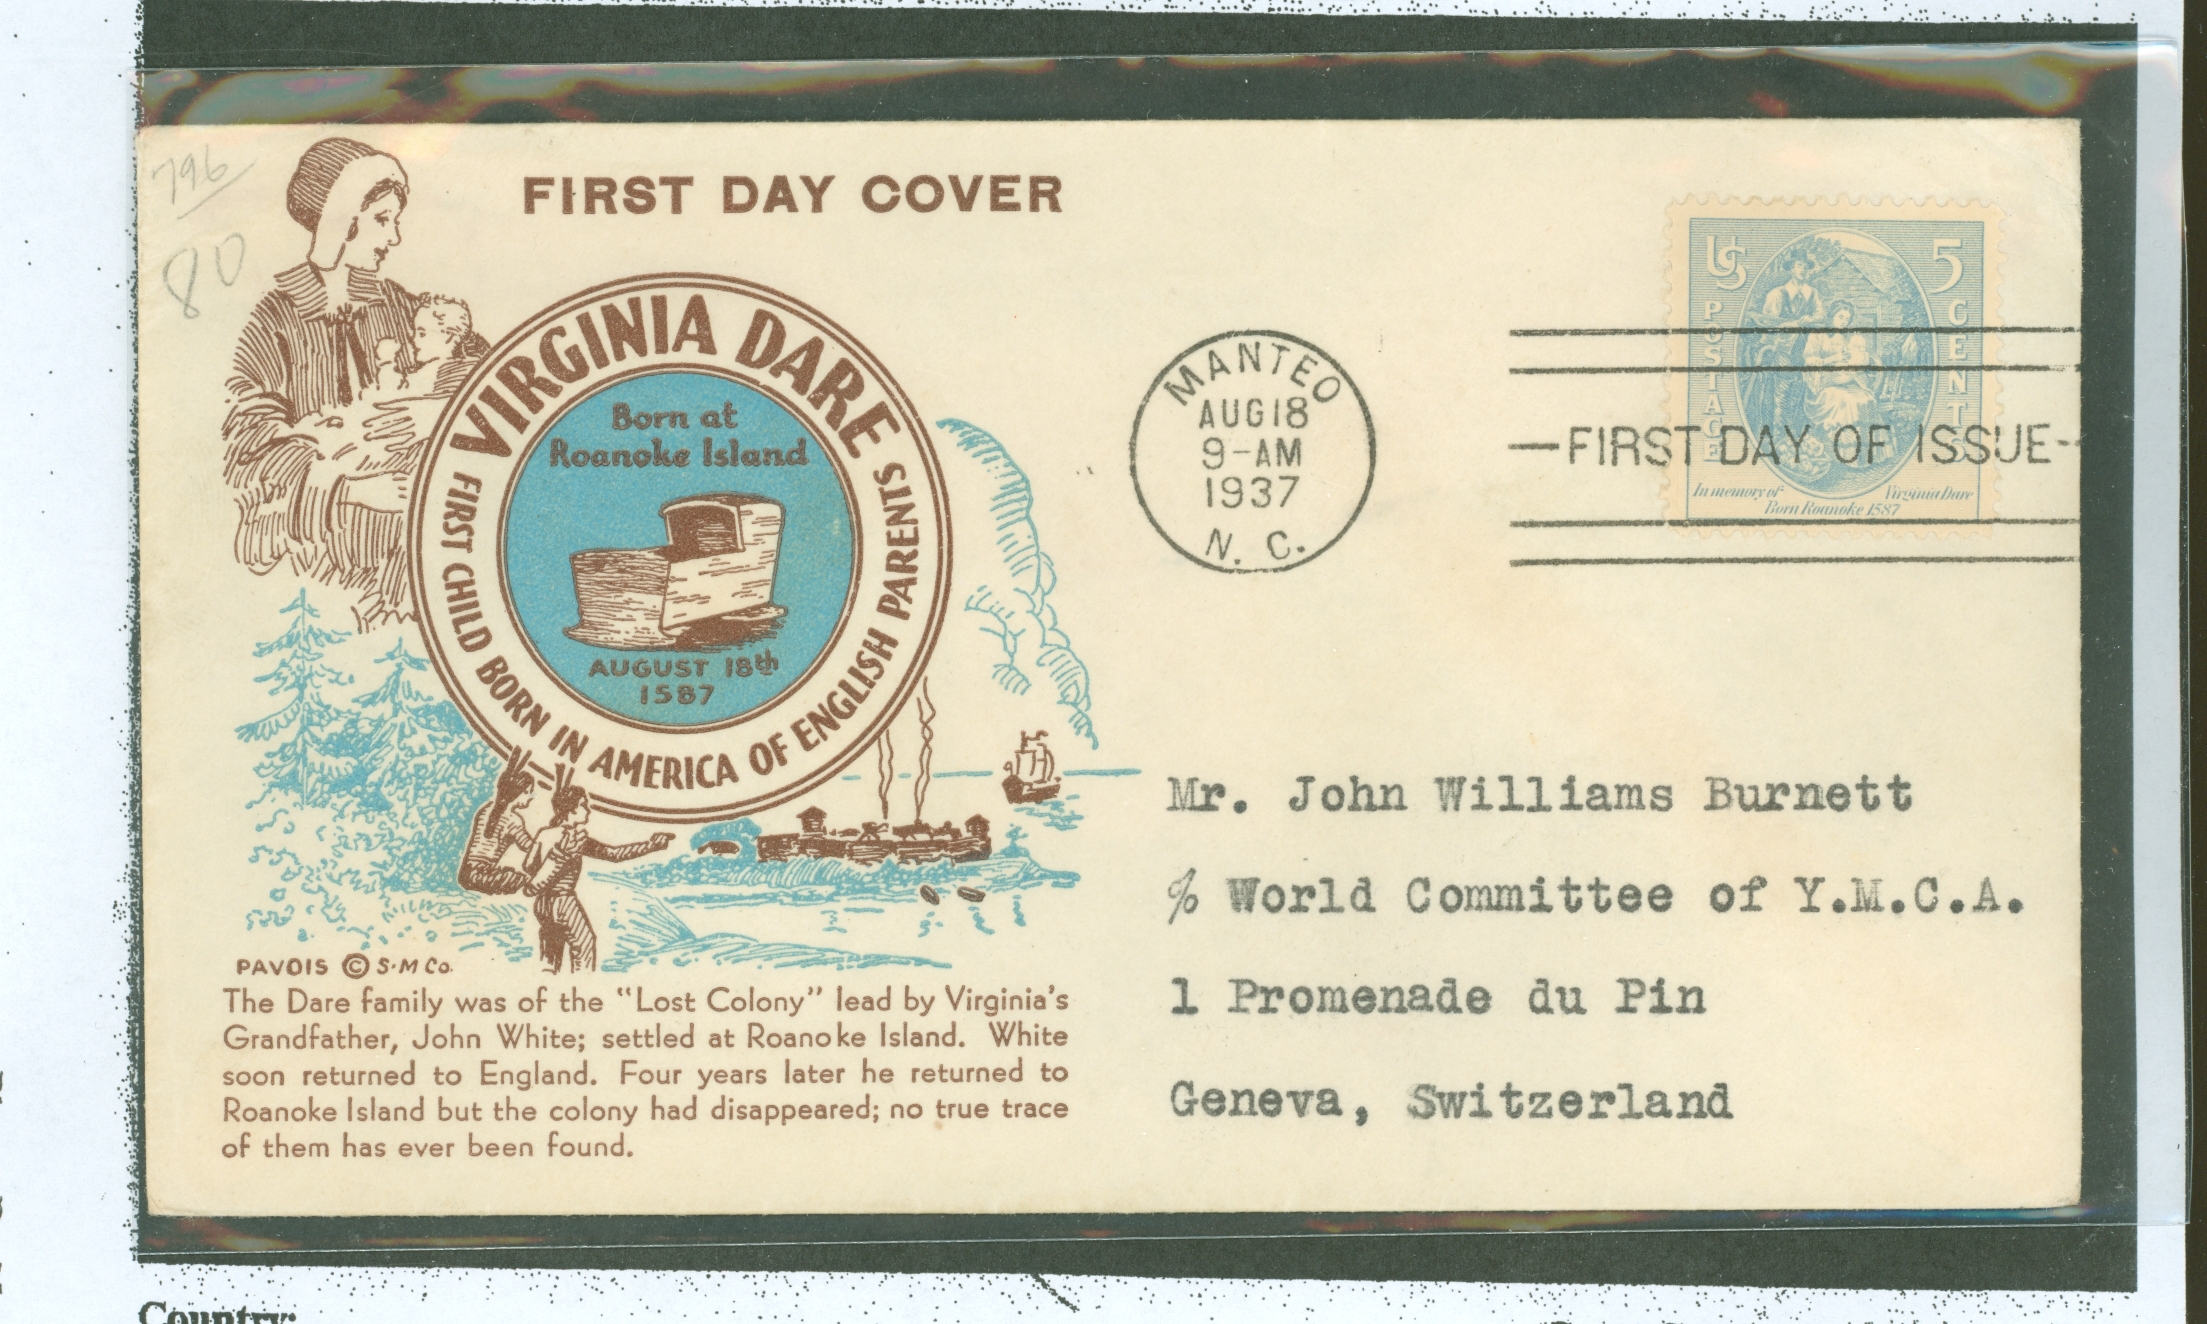 796
80
FIRST DAY COVER
VIRGINIA DARE
FIRST CHILD BORN IN AMERICA OF ENGLISH PARENTS
Born at
Roanoke Island
AUGUST 18th
1587
PAVOIS © S·M Co.
The Dare family was of the "Lost Colony" lead by Virginia's
Grandfather, John White; settled at Roanoke Island. White
soon returned to England. Four years later he returned to
Roanoke Island but the colony had disappeared; no true trace
of them has ever been found.
MANTEO
AUG 18
9-AM
1937
N. C.
US POSTAGE
5 CENTS
—FIRST DAY OF ISSUE-
In memory of Virginia Dare
Born Roanoke 1587
Mr. John Williams Burnett
% World Committee of Y.M.C.A.
1 Promenade du Pin
Geneva, Switzerland
Country: